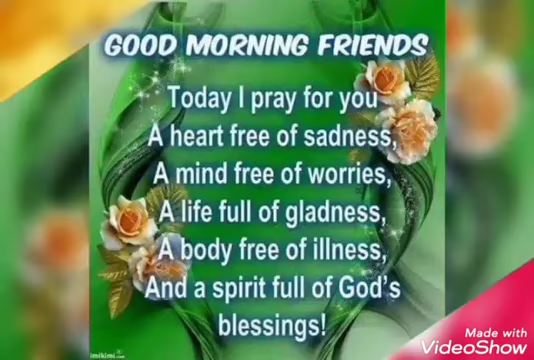 GOOD MORNING FRIENDS
Today I pray for you
A heart free of sadness,
A mind free of worries,
A life full of gladness,
A body free of illness,
And a spirit full of God's
blessings!
imikimi.com
Made with
VideoShow